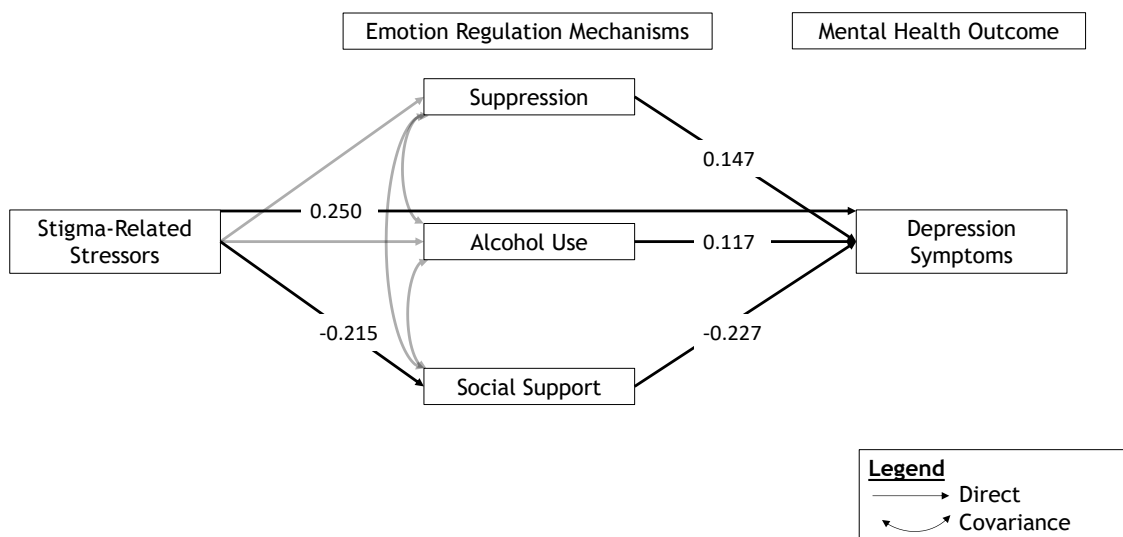 Emotion Regulation Mechanisms
Mental Health Outcome
Suppression
0.147
0.250
Stigma-Related
Stressors
Alcohol Use
0.117
Depression
Symptoms
-0.215
-0.227
Social Support
Legend
Direct
Covariance